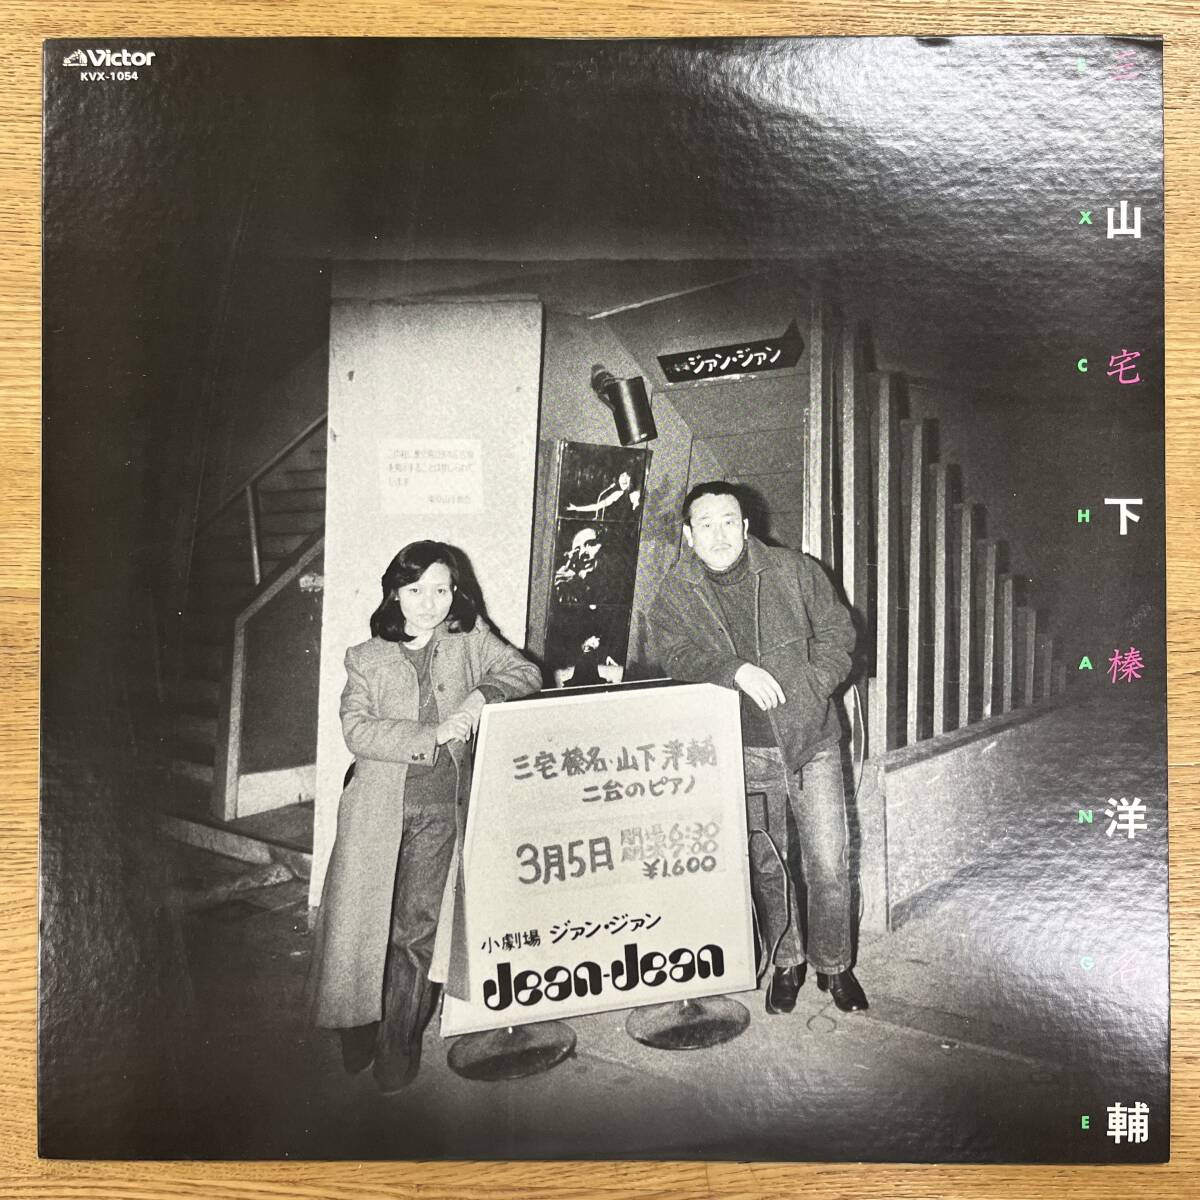 Victor
KVX-1054
EXCHANGE
三山宅下榛洋名輔
ジァン・ジァン
三宅榛名・山下洋輔
二台のピアノ
3月5日
開場6:30
開演7:00
¥1,600
小劇場 ジァン・ジァン
Jean-Jean